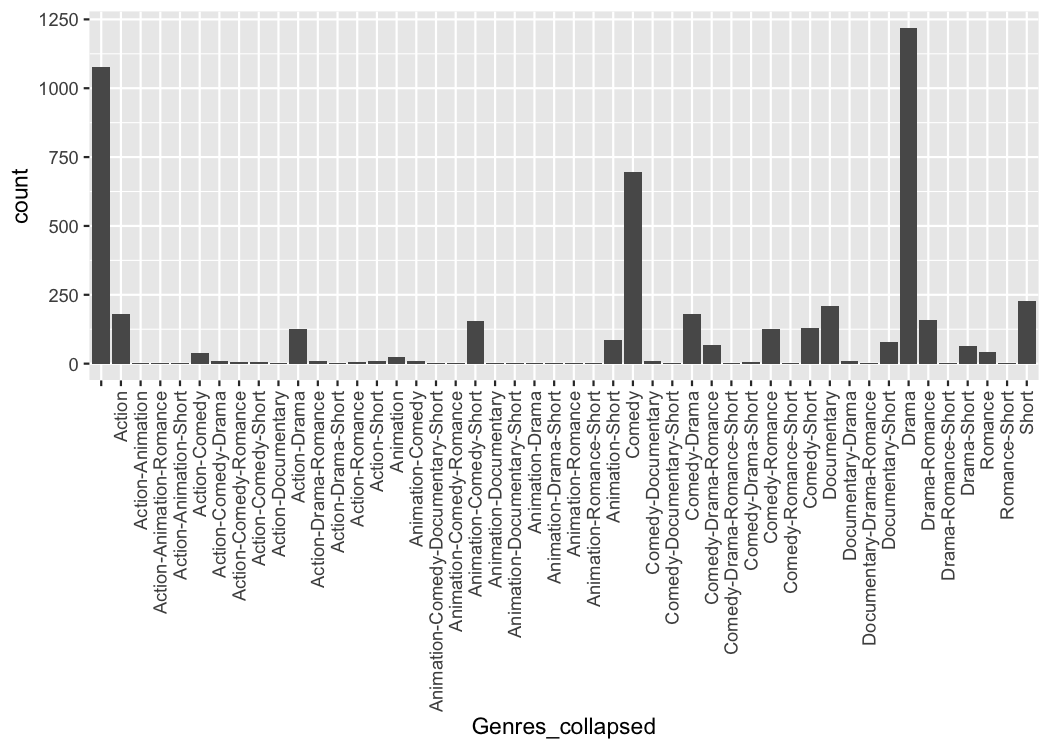 1250
1000
750
500
250
0
count
Action
Action-Animation
Action-Animation-Romance
Action-Animation-Short
Action-Comedy
Action-Comedy-Drama
Action-Comedy-Romance
Action-Comedy-Short
Action-Documentary
Action-Drama
Action-Drama-Romance
Action-Drama-Short
Action-Romance
Action-Short
Animation
Animation-Comedy
Animation-Comedy-Documentary-Short
Animation-Comedy-Romance
Animation-Comedy-Short
Animation-Documentary
Animation-Documentary-Short
Animation-Drama
Animation-Drama-Short
Animation-Romance
Animation-Romance-Short
Animation-Short
Comedy
Comedy-Documentary
Comedy-Documentary-Short
Comedy-Drama
Comedy-Drama-Romance
Comedy-Drama-Romance-Short
Comedy-Drama-Short
Comedy-Romance
Comedy-Romance-Short
Comedy-Short
Documentary
Documentary-Drama
Documentary-Drama-Romance
Documentary-Short
Drama
Drama-Romance
Drama-Romance-Short
Drama-Short
Romance
Romance-Short
Short
Genres_collapsed